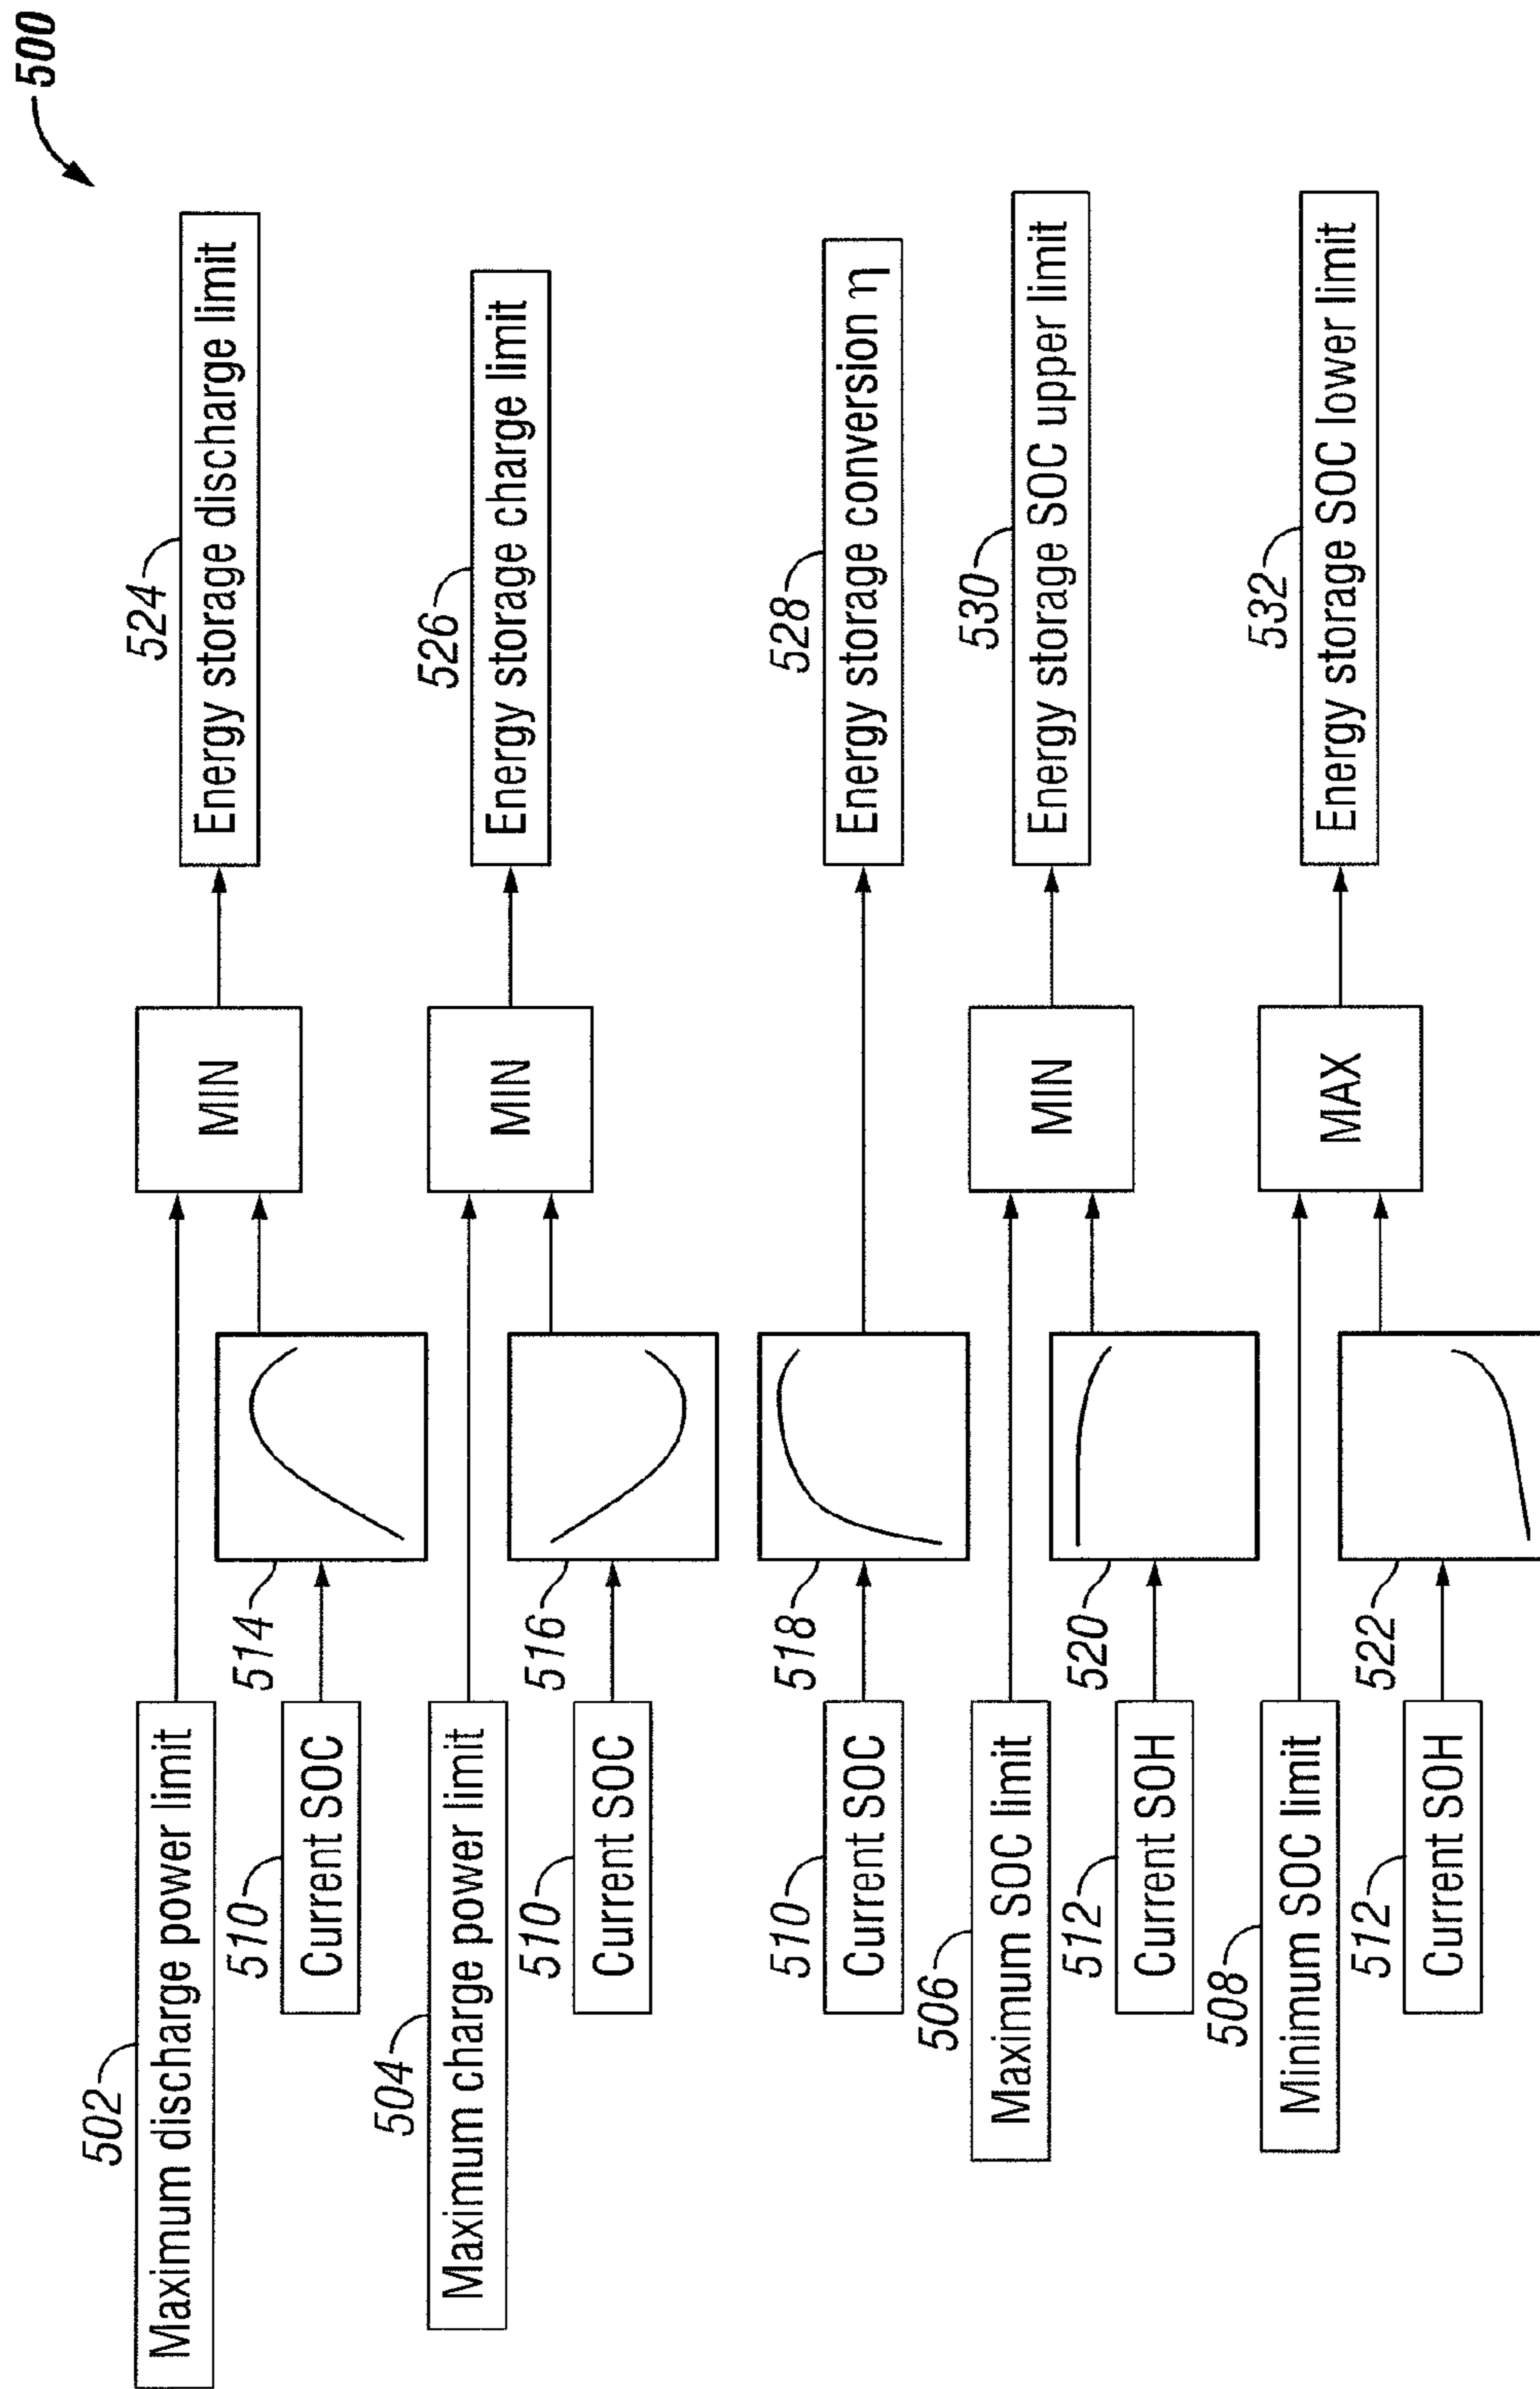 500
502
Maximum discharge power limit
510
Current SOC
514
MIN
524
Energy storage discharge limit
504
Maximum charge power limit
510
Current SOC
516
MIN
526
Energy storage charge limit
510
Current SOC
518
528
Energy storage conversion η
506
Maximum SOC limit
512
Current SOH
520
MIN
530
Energy storage SOC upper limit
508
Minimum SOC limit
512
Current SOH
522
MAX
532
Energy storage SOC lower limit